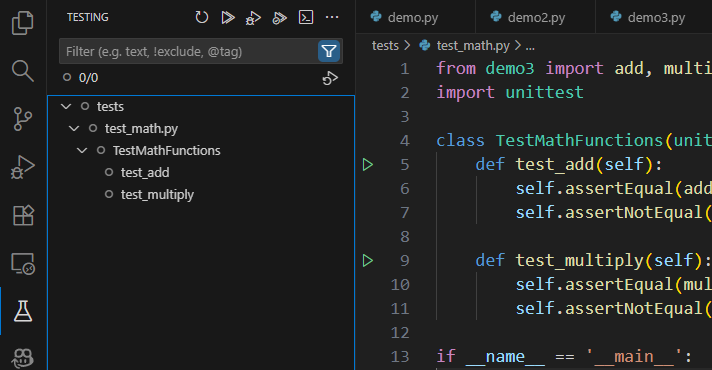 TESTING
Filter (e.g. text, !exclude, @tag)
0/0
tests
test_math.py
TestMathFunctions
test_add
test_multiply
demo.py
demo2.py
demo3.py
tests > test_math.py > ...
1 from demo3 import add, multi
2 import unittest
3
4 class TestMathFunctions(unit
5 def test_add(self):
6 self.assertEqual(add
7 self.assertNotEqual(
8
9 def test_multiply(self):
10 self.assertEqual(mul
11 self.assertNotEqual(
12
13 if __name__ == '__main__':